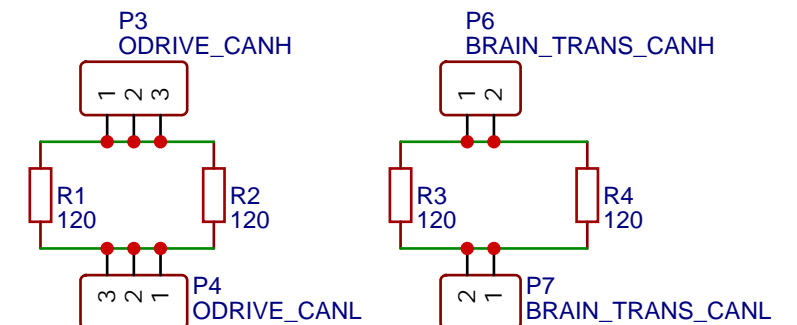 P3
ODRIVE_CANH
1 2 3
R1
120
R2
120
3 2 1
P4
ODRIVE_CANL
P6
BRAIN_TRANS_CANH
1 2
R3
120
R4
120
2 1
P7
BRAIN_TRANS_CANL